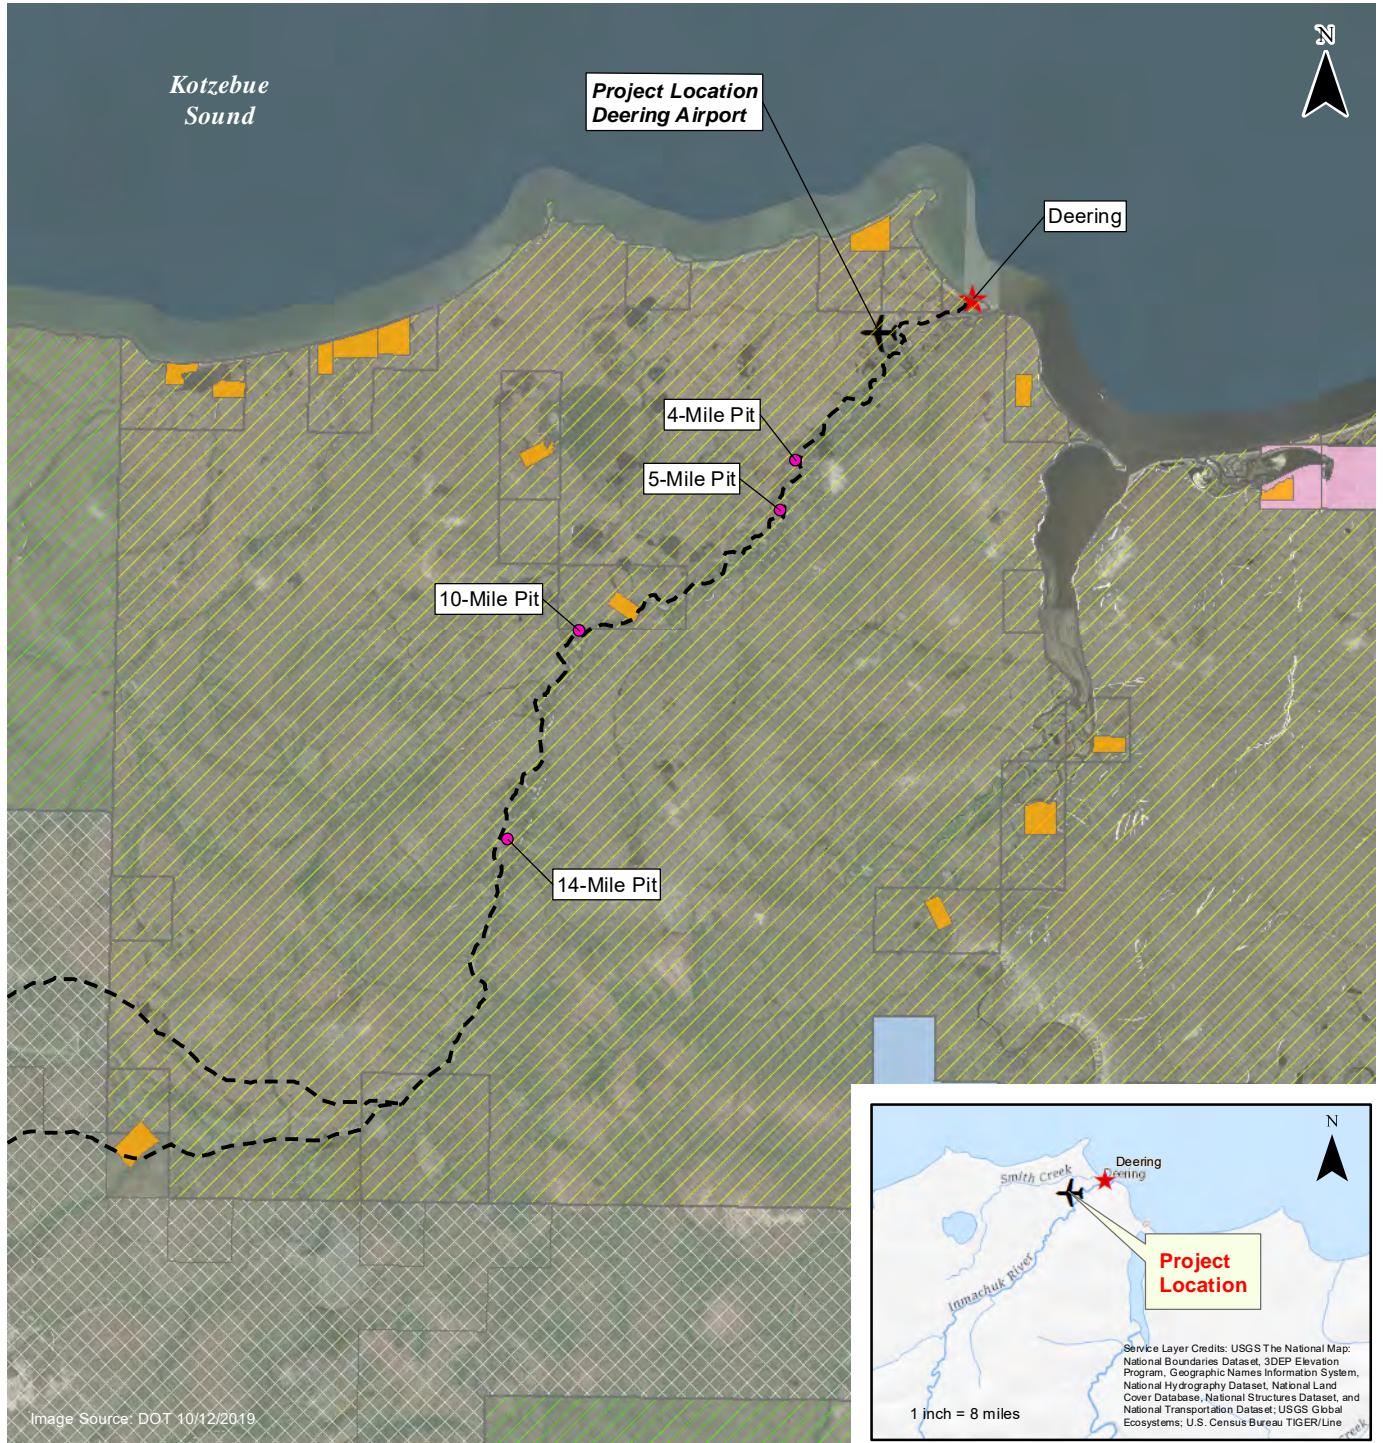 Kotzebue
Sound
Project Location
Deering Airport
N
Deering
4-Mile Pit
5-Mile Pit
10-Mile Pit
14-Mile Pit
Image Source: DOT 10/12/2019
N
Deering
Deering
Smith Creek
Inmachuk River
Project
Location
1 inch = 8 miles
Service Layer Credits: USGS The National Map:
National Boundaries Dataset, 3DEP Elevation
Program, Geographic Names Information System,
National Hydrography Dataset, National Land
Cover Database, National Structures Dataset, and
National Transportation Dataset; USGS Global
Ecosystems; U.S. Census Bureau TIGER/Line